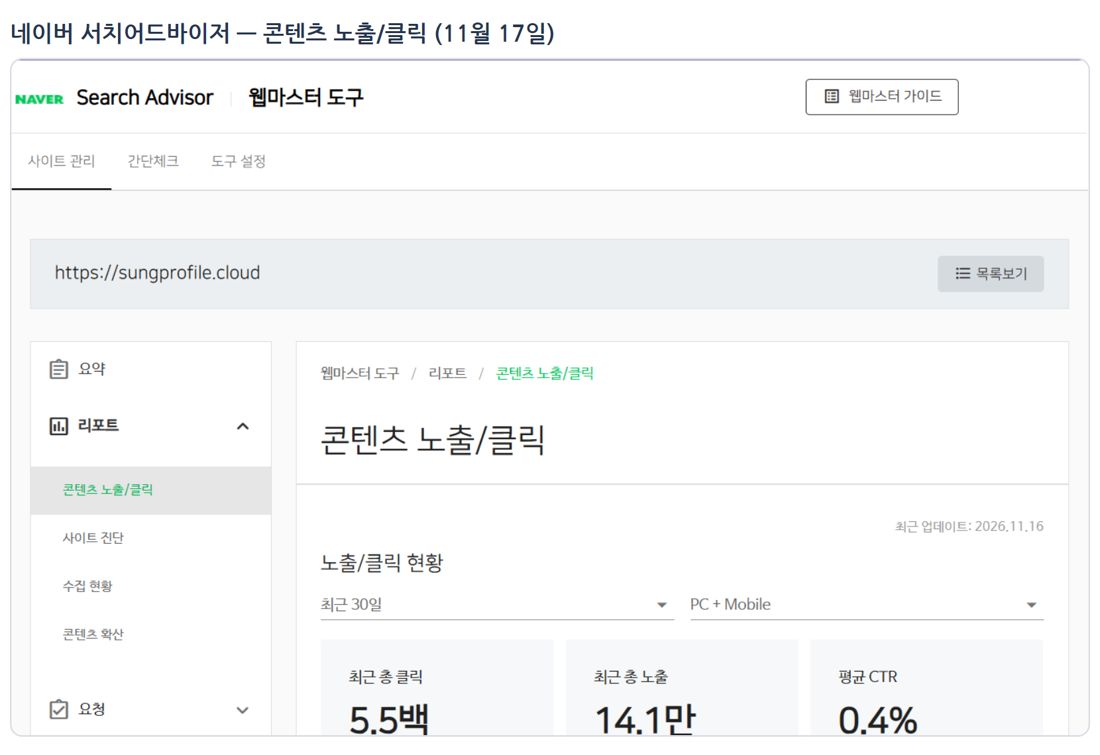 네이버 서치어드바이저 — 콘텐츠 노출/클릭 (11월 17일)
NAVER Search Advisor 웹마스터 도구
웹마스터 가이드
사이트 관리 간단체크 도구 설정
https://sungprofile.cloud
목록보기
요약
리포트
콘텐츠 노출/클릭
사이트 진단
수집 현황
콘텐츠 확산
요청
웹마스터 도구 / 리포트 / 콘텐츠 노출/클릭
콘텐츠 노출/클릭
최근 업데이트: 2026.11.16
노출/클릭 현황
최근 30일
PC + Mobile
최근 총 클릭
5.5백
최근 총 노출
14.1만
평균 CTR
0.4%